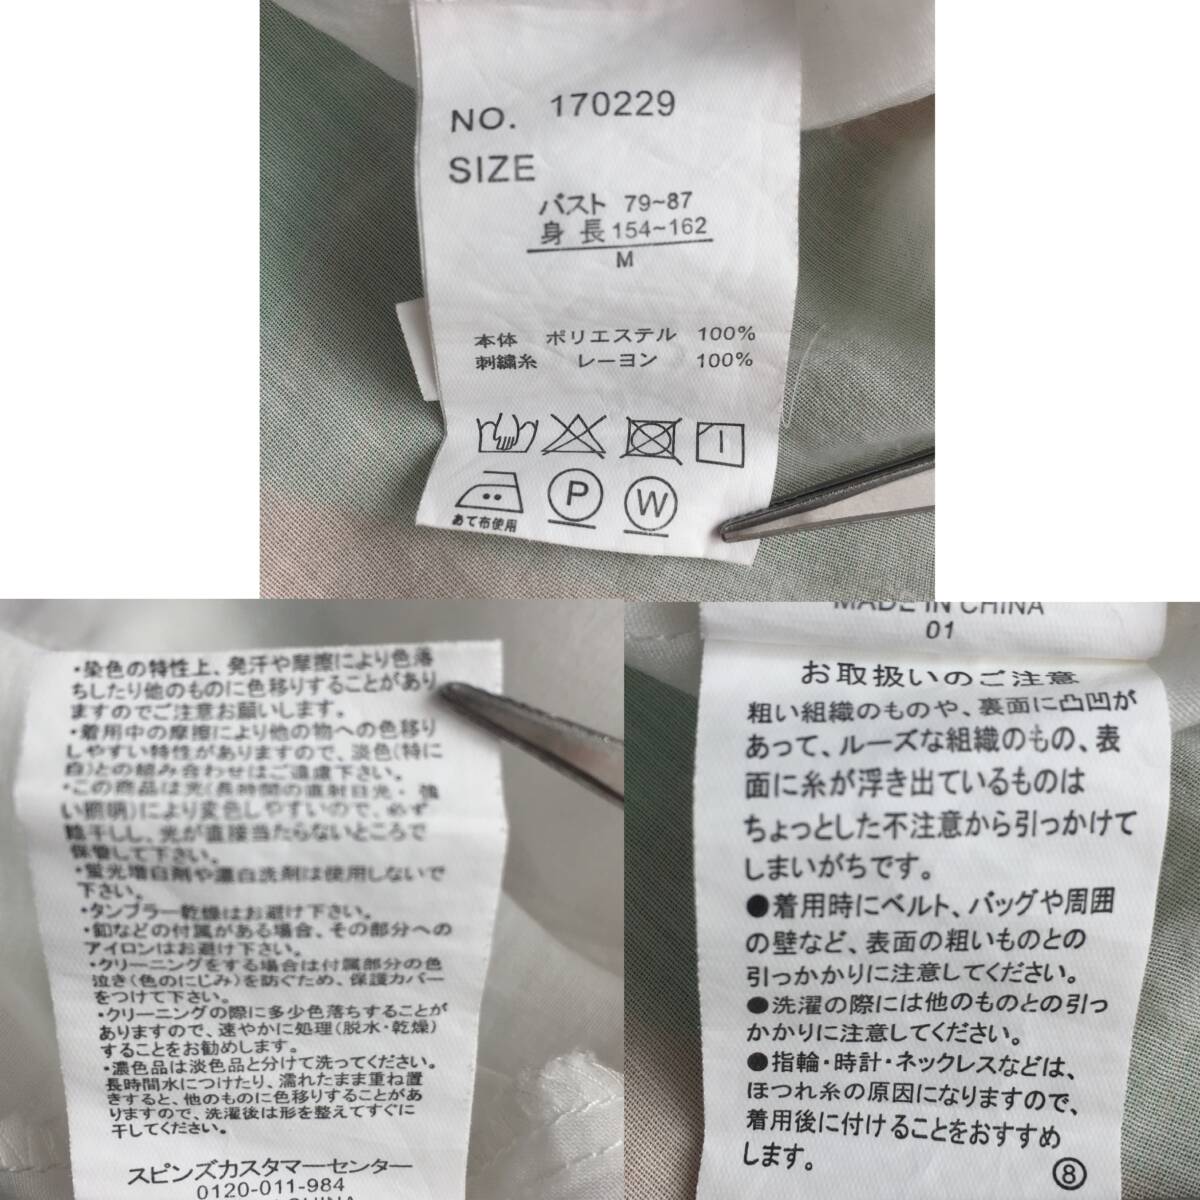 NO. 170229
SIZE
バスト 79~87
身長 154~162
M
本体 ポリエステル 100%
刺繍糸 レーヨン 100%
あて布使用
P
W
・染色の特性上、発汗や摩擦により色落
ちしたり他のものに色移りすることがあり
ますのでご注意お願いします。
・着用中の摩擦により他の物への色移り
しやすい特性がありますので、淡色(特に
白)との組み合わせはご遠慮下さい。
・この商品は光(長時間の直射日光・強
い照明)により変色しやすいので、必ず
陰干しし、光が直接当たらないところで
保管して下さい。
・蛍光増白剤や漂白洗剤は使用しないで
下さい。
・タンブラー乾燥はお避け下さい。
・釦などの付属がある場合、その部分への
アイロンはお避け下さい。
・クリーニングをする場合は付属部分の色
泣き(色のにじみ)を防ぐため、保護カバー
をつけて下さい。
・クリーニングの際に多少色落ちすることが
ありますので、速やかに処理(脱水・乾燥)
することをお勧めします。
・濃色品は淡色品と分けて洗ってください。
長時間水につけたり、濡れたまま重ね置
きすると、他のものに色移りすることがあ
りますので、洗濯後は形を整えてすぐに
干してください。
スピンズカスタマーセンター
0120-011-984
CHINA
MADE IN CHINA
01
お取扱いのご注意
粗い組織のものや、裏面に凸凹が
あって、ルーズな組織のもの、表
面に糸が浮き出ているものは
ちょっとした不注意から引っかけて
しまいがちです。
●着用時にベルト、バッグや周囲
の壁など、表面の粗いものとの
引っかかりに注意してください。
●洗濯の際には他のものとの引っ
かかりに注意してください。
●指輪・時計・ネックレスなどは、
ほつれ糸の原因になりますので、
着用後に付けることをおすすめ
します。
⑧